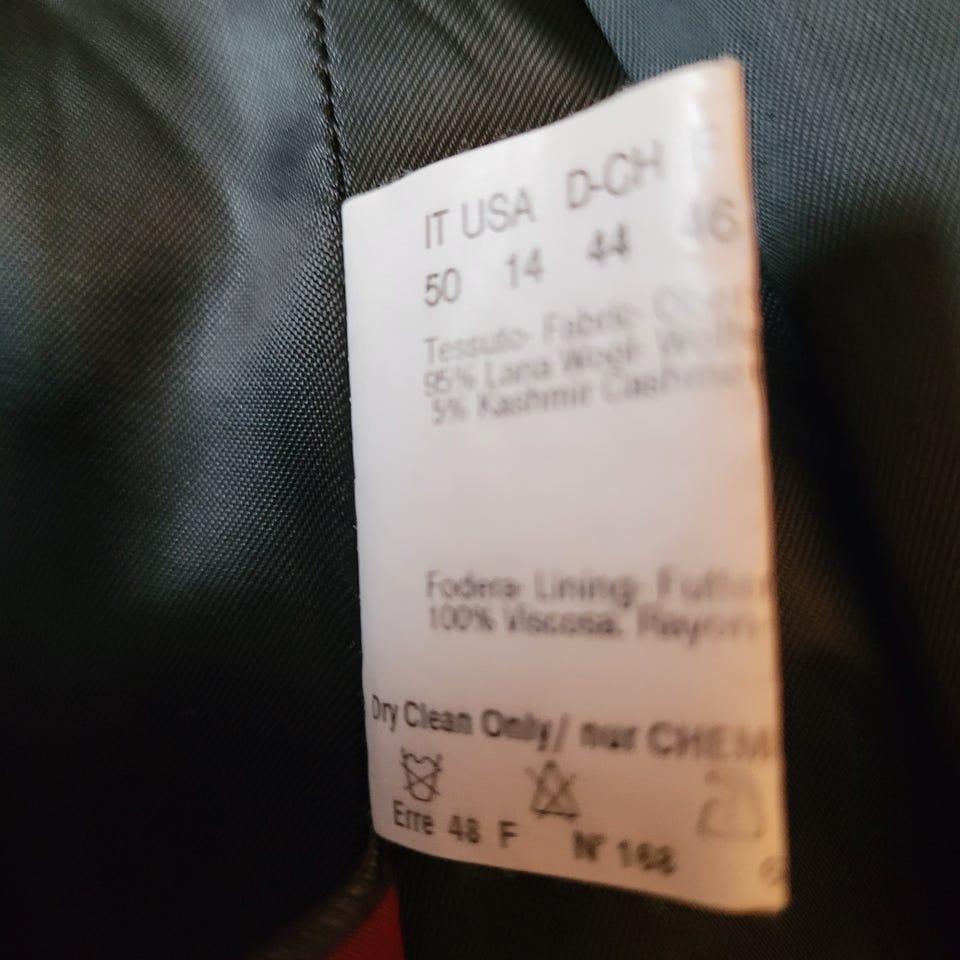 IT USA D-CH F
50 14 44 46
Tessuto- Fabric-
95% Lana Wool-
5% Kashmir
Fodera- Lining-
100% Viscosa.
Dry Clean Only/ nur CHEM
Erre 48 F N° 168